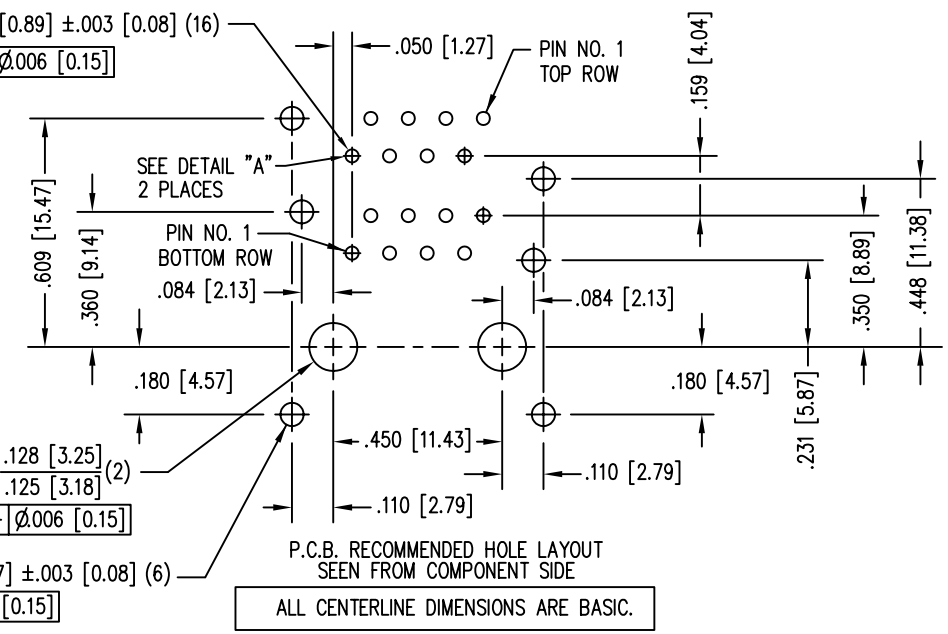 [0.89] ±.003 [0.08] (16)
Ø.006 [0.15]
.050 [1.27]
PIN NO. 1
TOP ROW
.159 [4.04]
SEE DETAIL "A"
2 PLACES
PIN NO. 1
BOTTOM ROW
.609 [15.47]
.360 [9.14]
.084 [2.13]
.084 [2.13]
.350 [8.89]
.448 [11.38]
.180 [4.57]
.180 [4.57]
.231 [5.87]
.450 [11.43]
.128 [3.25]
.125 [3.18]
(2)
Ø.006 [0.15]
.110 [2.79]
.110 [2.79]
7] ±.003 [0.08] (6)
[0.15]
P.C.B. RECOMMENDED HOLE LAYOUT
SEEN FROM COMPONENT SIDE
ALL CENTERLINE DIMENSIONS ARE BASIC.